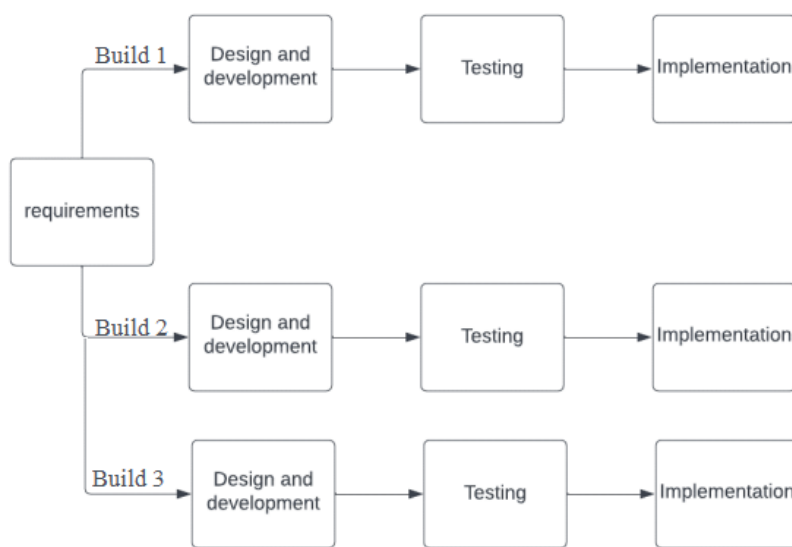 Build 1
Design and
development
Testing
Implementation
requirements
Build 2
Design and
development
Testing
Implementation
Build 3
Design and
development
Testing
Implementation